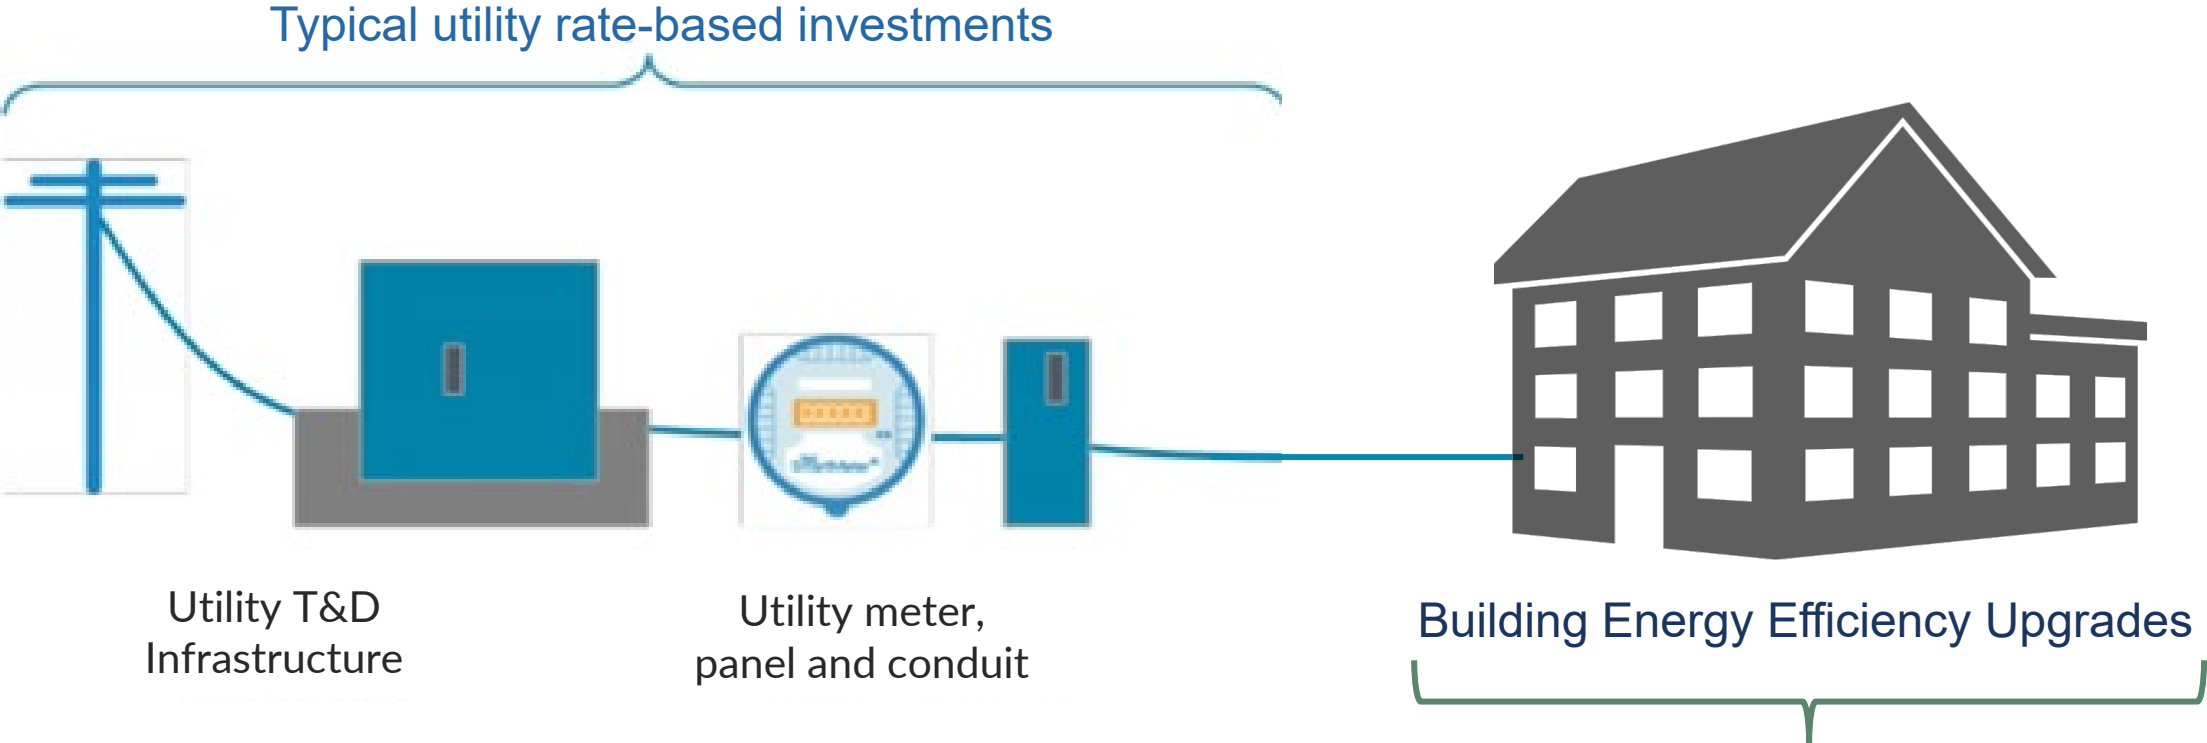 Typical utility rate-based investments
Utility T&D
Infrastructure
Utility meter,
panel and conduit
Building Energy Efficiency Upgrades